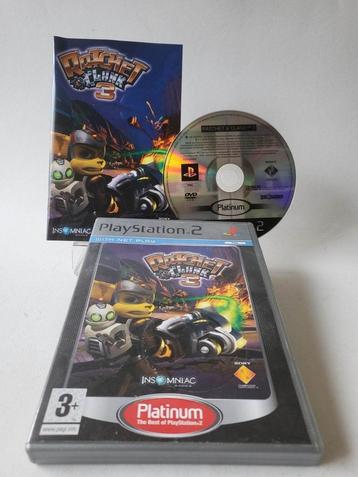 RATCHET
& CLANK
3
INSOMNIAC
RATCHET & CLANK 3
DVD
SONY
Platinum
PlayStation 2
WITH NET PLAY
RATCHET
& CLANK
3
INSOMNIAC
GAMES
SONY
3+
www.pegi.info
Platinum
The Best of PlayStation 2